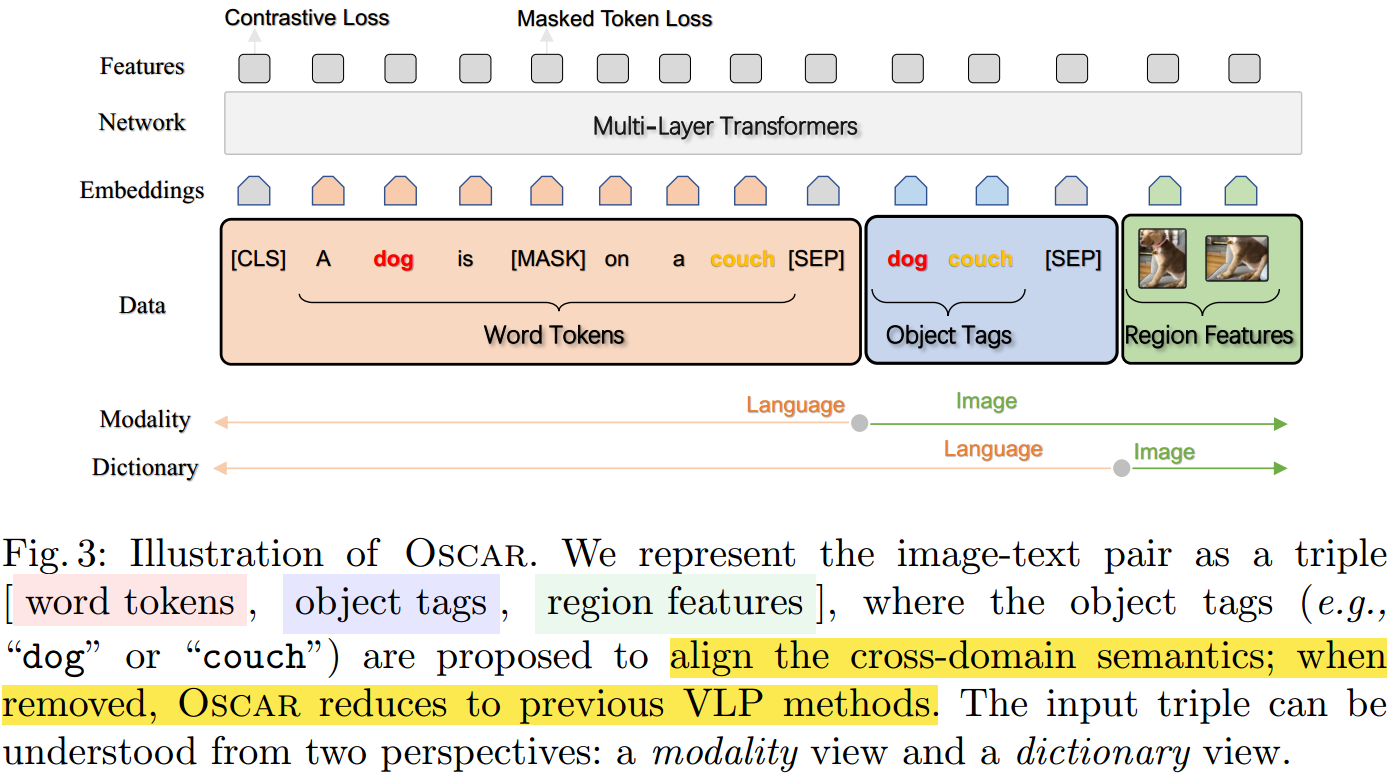 Contrastive Loss Masked Token Loss
Features
Network Multi-Layer Transformers
Embeddings
[CLS] A dog is [MASK] on a couch [SEP] dog couch [SEP]
Data
Word Tokens Object Tags Region Features
Modality Language Image
Dictionary Language Image
Fig. 3: Illustration of OSCAR. We represent the image-text pair as a triple
[ word tokens , object tags , region features ], where the object tags (e.g.,
“dog” or “couch”) are proposed to align the cross-domain semantics; when
removed, OSCAR reduces to previous VLP methods. The input triple can be
understood from two perspectives: a modality view and a dictionary view.